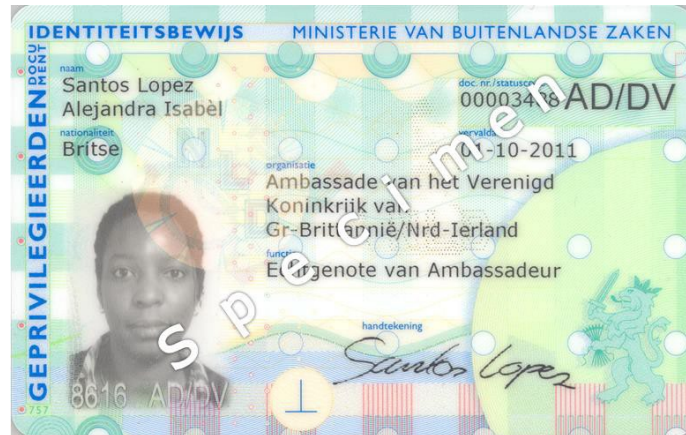 IDENTITEITSBEWIJS
MINISTERIE VAN BUITENLANDSE ZAKEN
GEPRIVILEGIEERDEN DOCUMENT
naam
Santos Lopez
Alejandra Isabèl
doc. nr./statuscode
00003488 AD/DV
nationaliteit
Britse
vervaldatum
01-10-2011
organisatie
Ambassade van het Verenigd
Koninkrijk van
Gr-Brittannië/Nrd-Ierland
functie
Echtgenote van Ambassadeur
handtekening
Santos Lopez
8616 AD/DV
757
Specimen